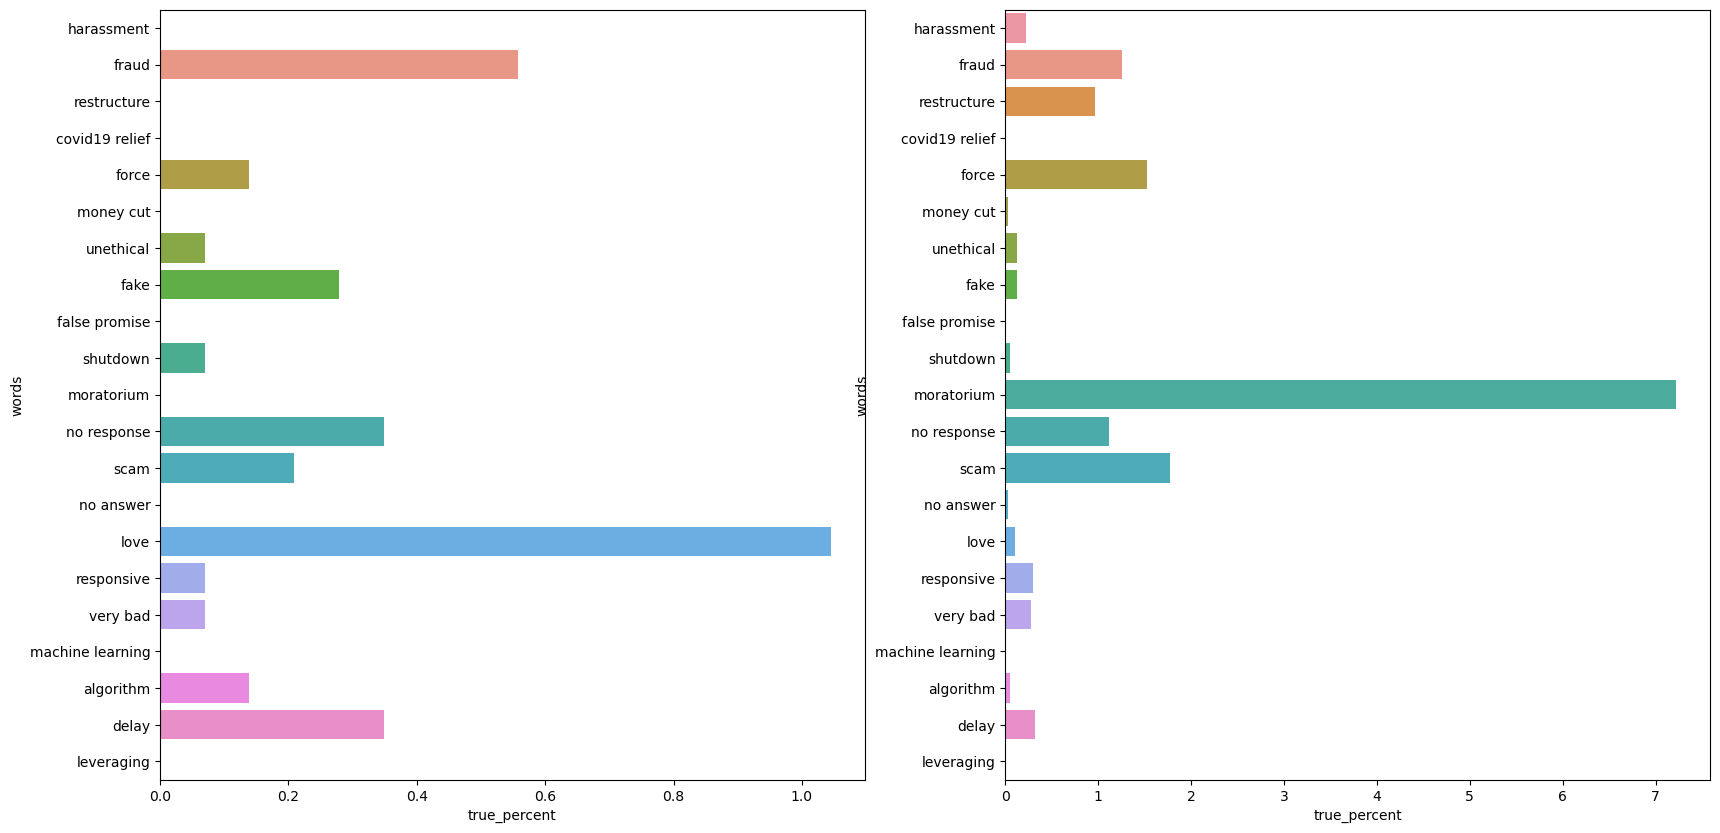 harassment
fraud
restructure
covid19 relief
force
money cut
unethical
fake
false promise
shutdown
moratorium
no response
scam
no answer
love
responsive
very bad
machine learning
algorithm
delay
leveraging
words
0.0 0.2 0.4 0.6 0.8 1.0
true_percent
harassment
fraud
restructure
covid19 relief
force
money cut
unethical
fake
false promise
shutdown
moratorium
no response
scam
no answer
love
responsive
very bad
machine learning
algorithm
delay
leveraging
words
0 1 2 3 4 5 6 7
true_percent